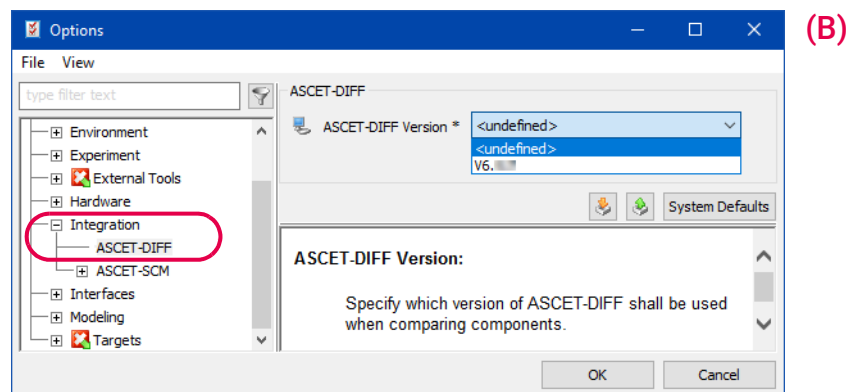 Options
(B)
File View
type filter text
ASCET-DIFF
ASCET-DIFF Version *
<undefined>
<undefined>
V6.
Environment
Experiment
External Tools
Hardware
Integration
ASCET-DIFF
ASCET-SCM
Interfaces
Modeling
Targets
System Defaults
ASCET-DIFF Version:
Specify which version of ASCET-DIFF shall be used
when comparing components.
OK Cancel